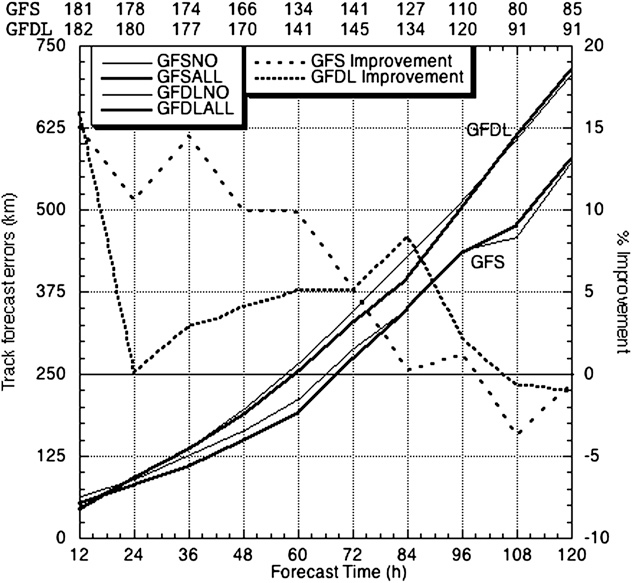 GFS 181 178 174 166 134 141 127 110 80 85
GFDL 182 180 177 170 141 145 134 120 91 91
750 20
GFSNO GFS Improvement
GFSALL GFDL Improvement
GFDLNO
GFDLALL
625 15
GFDL
500 10
GFS
375 5
250 0
125 -5
0 -10
Track forecast errors (km)
% Improvement
12 24 36 48 60 72 84 96 108 120
Forecast Time (h)